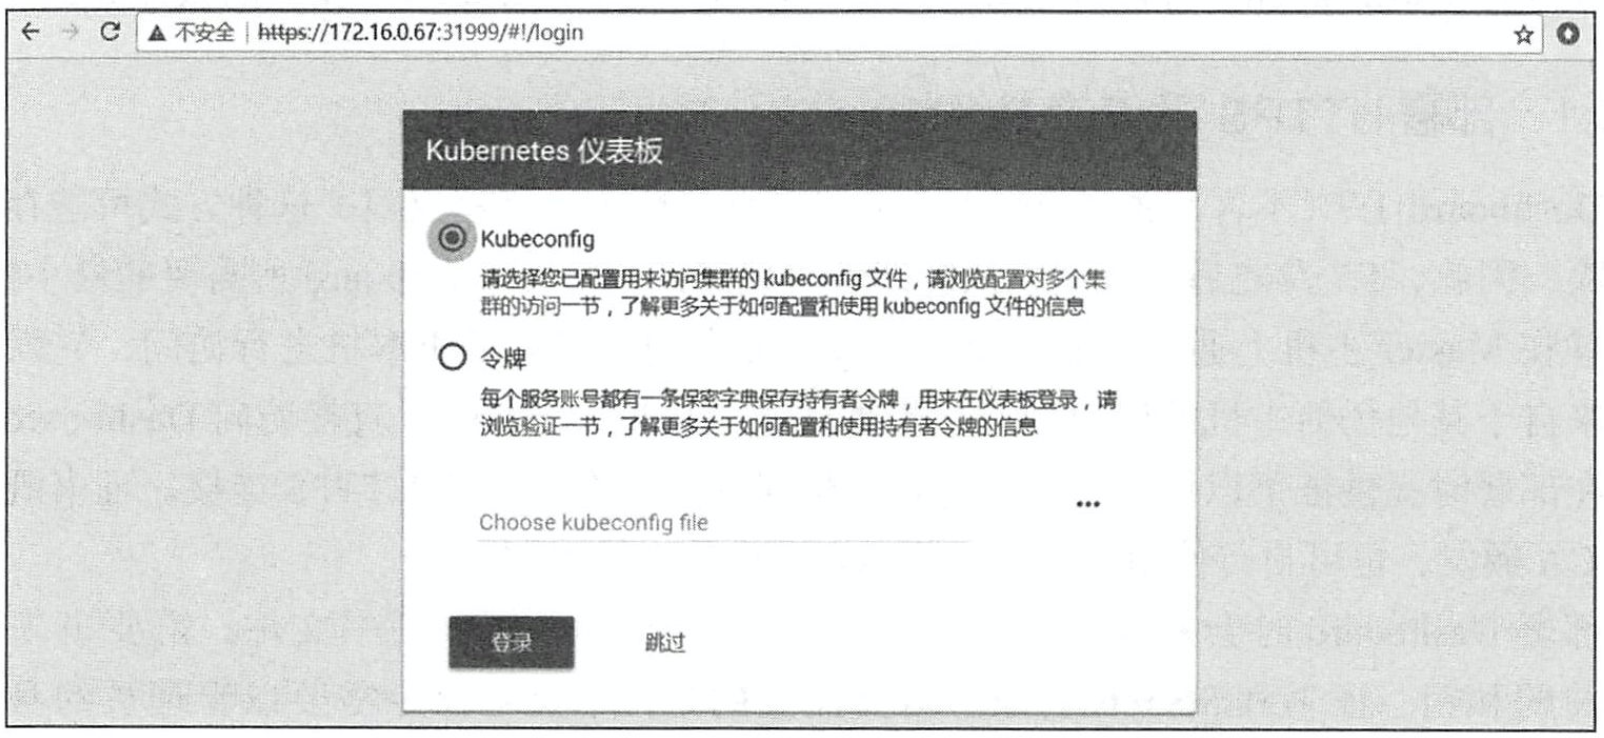 不安全 | https://172.16.0.67:31999/#!/login
Kubernetes 仪表板
Kubeconfig
请选择您已配置用来访问集群的 kubeconfig 文件，请浏览配置对多个集
群的访问一节，了解更多关于如何配置和使用 kubeconfig 文件的信息
令牌
每个服务账号都有一条保密字典保存持有者令牌，用来在仪表板登录，请
浏览验证一节，了解更多关于如何配置和使用持有者令牌的信息
Choose kubeconfig file
登录
跳过